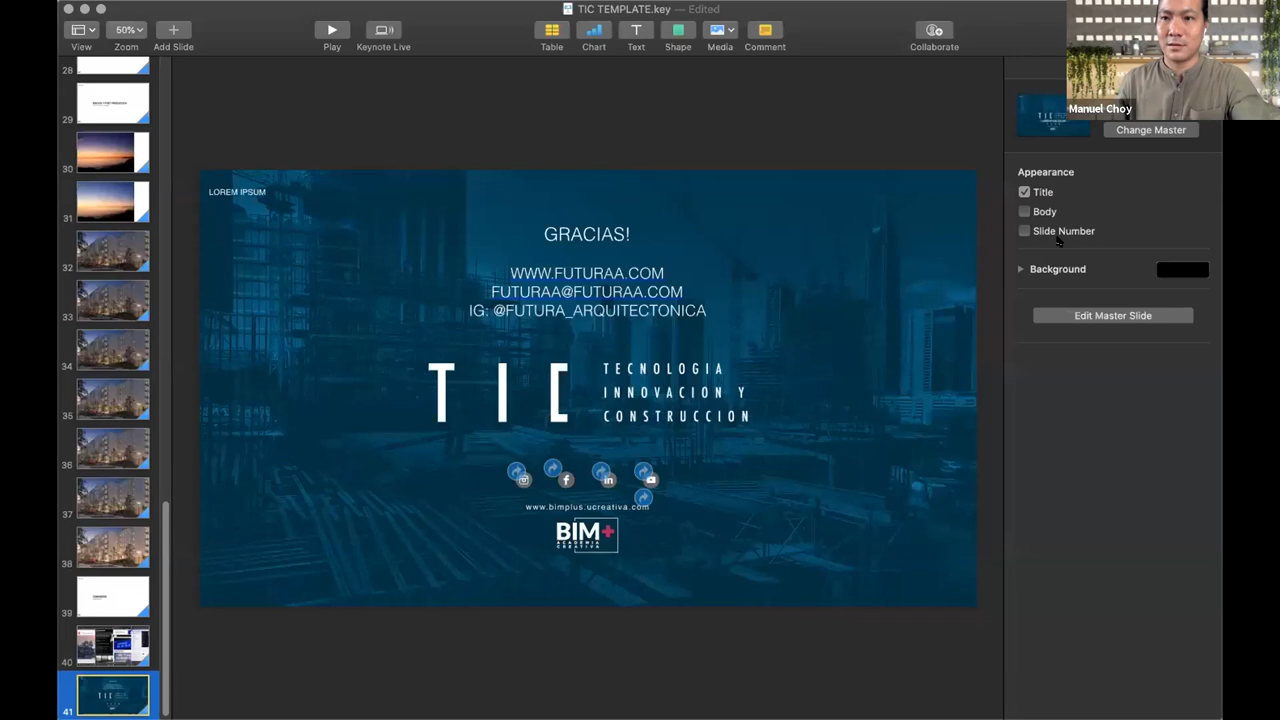 TIC TEMPLATE.key — Edited
50%
View
Zoom
Add Slide
Play
Keynote Live
Table
Chart
Text
Shape
Media
Comment
Collaborate
Manuel Choy
Change Master
Appearance
Title
Body
Slide Number
Background
Edit Master Slide
28
29
30
31
32
33
34
35
36
37
38
39
40
41
LOREM IPSUM
GRACIAS!
WWW.FUTURAA.COM
FUTURAA@FUTURAA.COM
IG: @FUTURA_ARQUITECTONICA
TIC
TECNOLOGIA
INNOVACION Y
CONSTRUCCION
www.bimplus.ucreativa.com
BIM+
ACADEMIA
CREATIVA